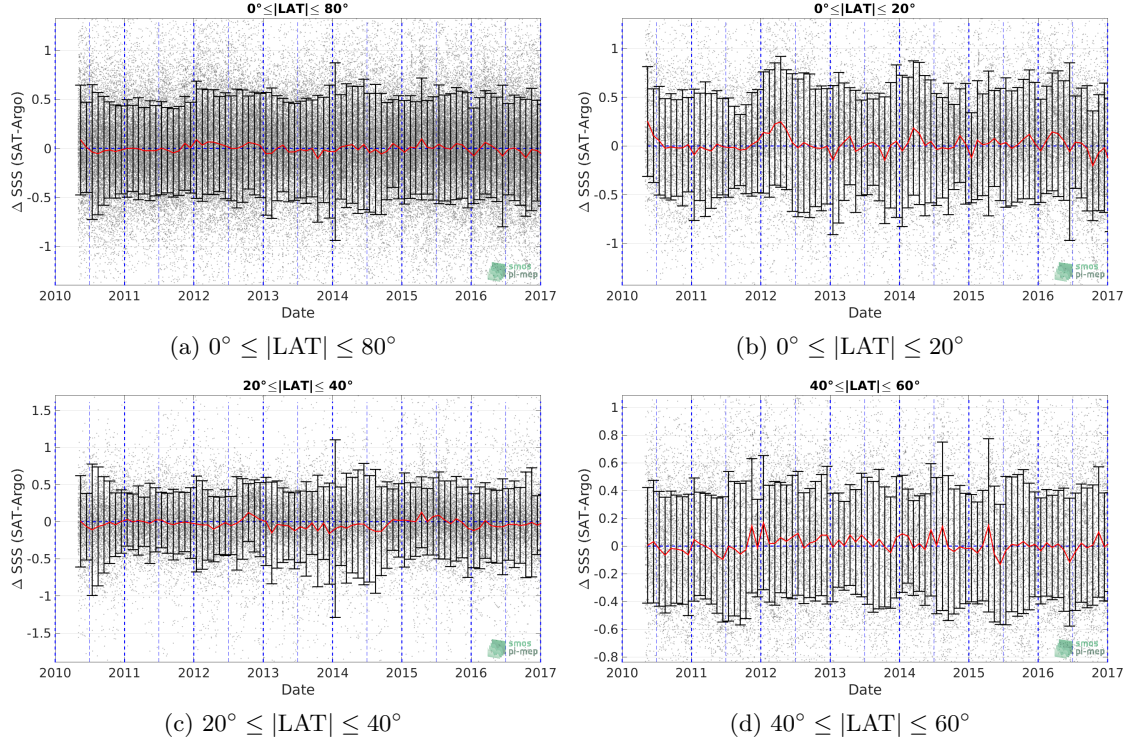 0°≤|LAT|≤ 80°
Δ SSS (SAT-Argo)
1
0.5
0
-0.5
-1
smos
pi-mep
2010 2011 2012 2013 2014 2015 2016 2017
Date
(a) 0° ≤ |LAT| ≤ 80°
0°≤|LAT|≤ 20°
Δ SSS (SAT-Argo)
1
0.5
0
-0.5
-1
smos
pi-mep
2010 2011 2012 2013 2014 2015 2016 2017
Date
(b) 0° ≤ |LAT| ≤ 20°
20°≤|LAT|≤ 40°
Δ SSS (SAT-Argo)
1.5
1
0.5
0
-0.5
-1
-1.5
smos
pi-mep
2010 2011 2012 2013 2014 2015 2016 2017
Date
(c) 20° ≤ |LAT| ≤ 40°
40°≤|LAT|≤ 60°
Δ SSS (SAT-Argo)
1
0.8
0.6
0.4
0.2
0
-0.2
-0.4
-0.6
-0.8
smos
pi-mep
2010 2011 2012 2013 2014 2015 2016 2017
Date
(d) 40° ≤ |LAT| ≤ 60°